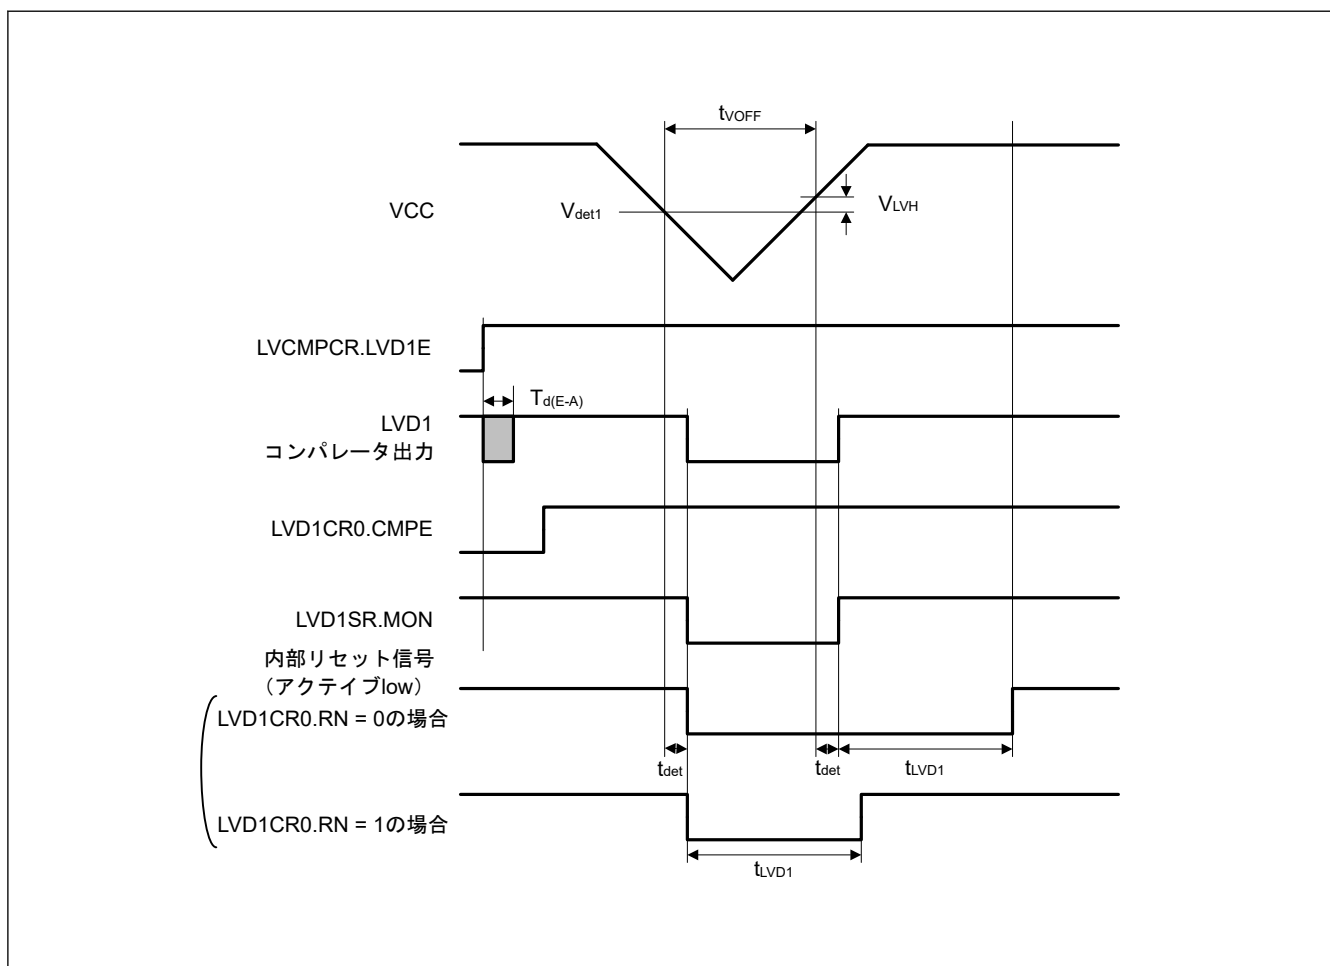 tVOFF
VCC
Vdet1
VLVH
LVCMPCR.LVD1E
Td(E-A)
LVD1
コンパレータ出力
LVD1CR0.CMPE
LVD1SR.MON
内部リセット信号
（アクテイブlow）
LVD1CR0.RN = 0の場合
tdet
tdet
tLVD1
LVD1CR0.RN = 1の場合
tLVD1